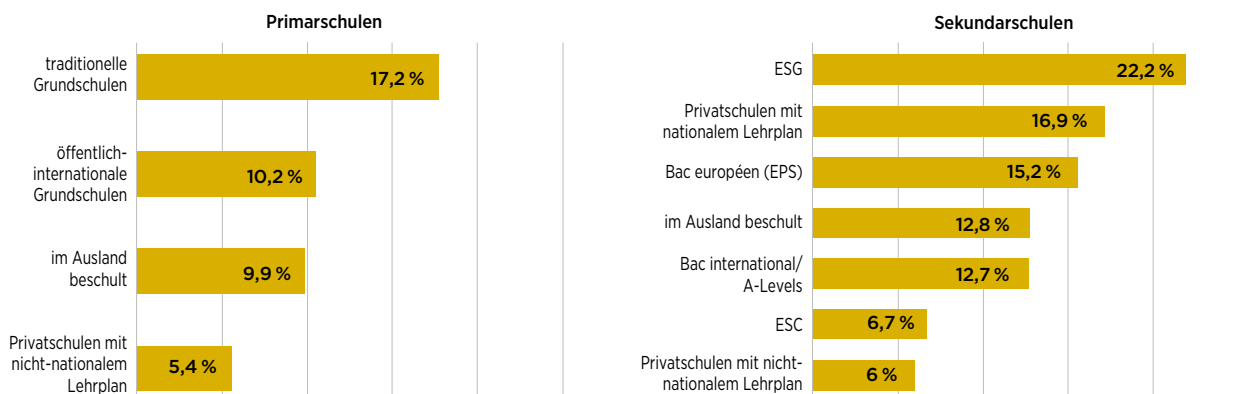 Primarschulen
traditionelle
Grundschulen
17,2 %
öffentlich-
internationale
Grundschulen
10,2 %
im Ausland
beschult
9,9 %
Privatschulen mit
nicht-nationalem
Lehrplan
5,4 %
Sekundarschulen
ESG
22,2 %
Privatschulen mit
nationalem Lehrplan
16,9 %
Bac européen (EPS)
15,2 %
im Ausland beschult
12,8 %
Bac international/
A-Levels
12,7 %
ESC
6,7 %
Privatschulen mit nicht-
nationalem Lehrplan
6 %